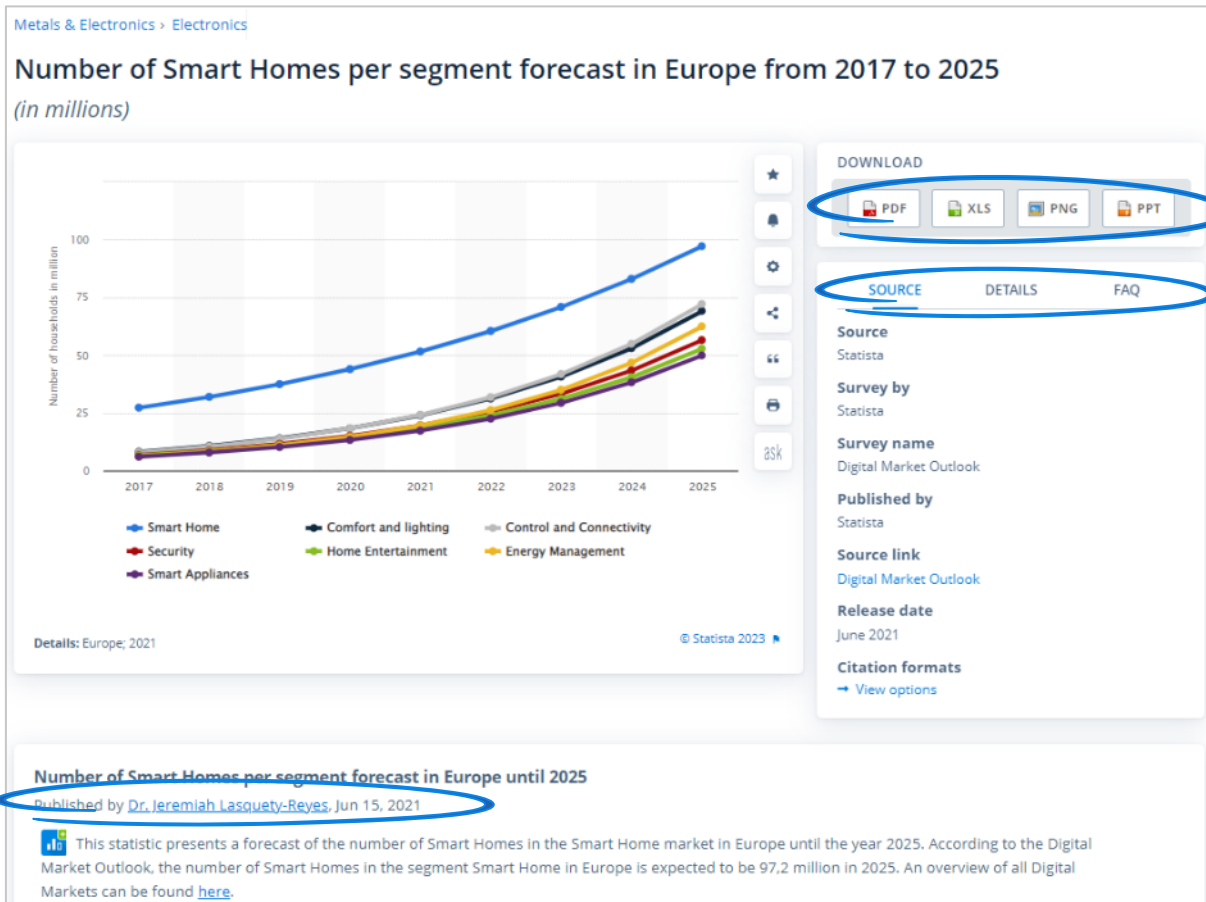 Metals & Electronics › Electronics
Number of Smart Homes per segment forecast in Europe from 2017 to 2025
(in millions)
Number of households in million
100
75
50
25
0
2017 2018 2019 2020 2021 2022 2023 2024 2025
Smart Home Comfort and lighting Control and Connectivity
Security Home Entertainment Energy Management
Smart Appliances
Details: Europe; 2021
© Statista 2023
ask
DOWNLOAD
PDF XLS PNG PPT
SOURCE DETAILS FAQ
Source
Statista
Survey by
Statista
Survey name
Digital Market Outlook
Published by
Statista
Source link
Digital Market Outlook
Release date
June 2021
Citation formats
→ View options
Number of Smart Homes per segment forecast in Europe until 2025
Published by Dr. Jeremiah Lasquety-Reyes, Jun 15, 2021
This statistic presents a forecast of the number of Smart Homes in the Smart Home market in Europe until the year 2025. According to the Digital
Market Outlook, the number of Smart Homes in the segment Smart Home in Europe is expected to be 97,2 million in 2025. An overview of all Digital
Markets can be found here.